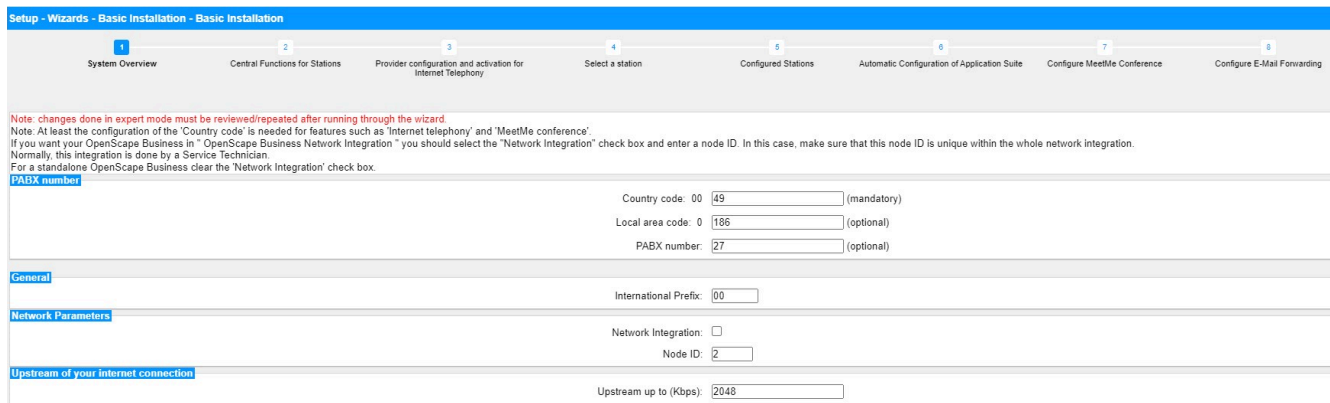 Setup - Wizards - Basic Installation - Basic Installation
1 2 3 4 5 6 7 8
System Overview Central Functions for Stations Provider configuration and activation for Select a station Configured Stations Automatic Configuration of Application Suite Configure MeetMe Conference Configure E-Mail Forwarding
Internet Telephony
Note: changes done in expert mode must be reviewed/repeated after running through the wizard.
Note: At least the configuration of the 'Country code' is needed for features such as 'Internet telephony' and 'MeetMe conference'.
If you want your OpenScape Business in " OpenScape Business Network Integration " you should select the "Network Integration" check box and enter a node ID. In this case, make sure that this node ID is unique within the whole network integration.
Normally, this integration is done by a Service Technician.
For a standalone OpenScape Business clear the 'Network Integration' check box.
PABX number
Country code: 00 49 (mandatory)
Local area code: 0 186 (optional)
PABX number: 27 (optional)
General
International Prefix: 00
Network Parameters
Network Integration:
Node ID: 2
Upstream of your internet connection
Upstream up to (Kbps): 2048